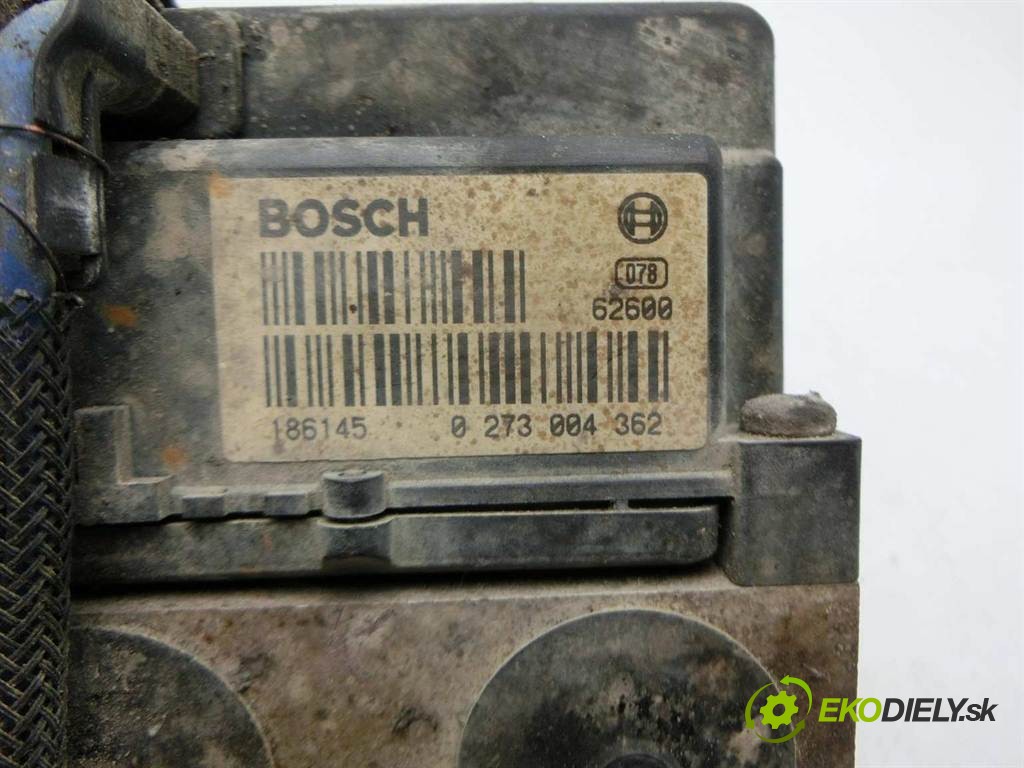 BOSCH
078
62600
186145 0 273 004 362
EKODIELY.sk